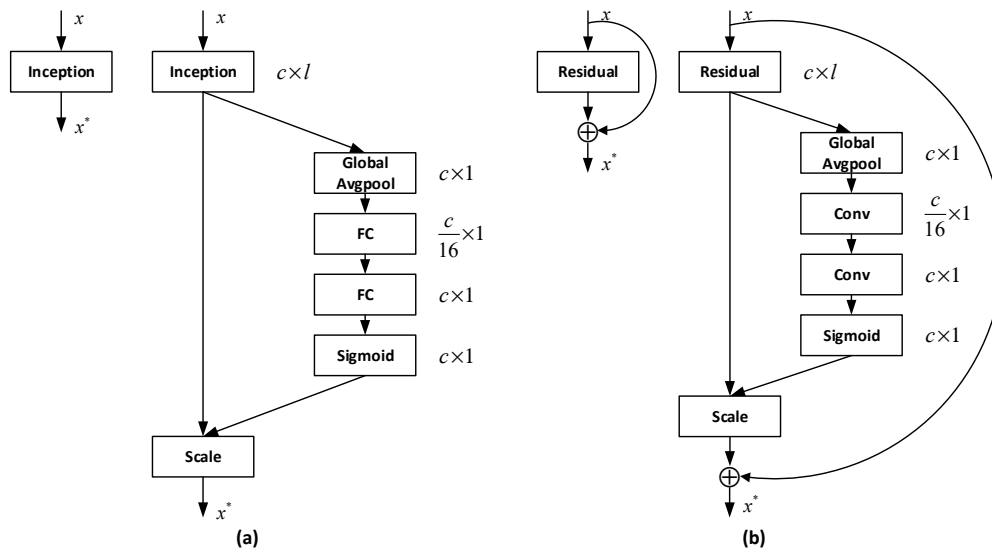 x
Inception
x*
x
Inception
c×l
Global
Avgpool
c×1
FC
c/16 ×1
FC
c×1
Sigmoid
c×1
Scale
x*
(a)
x
Residual
x*
x
Residual
c×l
Global
Avgpool
c×1
Conv
c/16 ×1
Conv
c×1
Sigmoid
c×1
Scale
x*
(b)